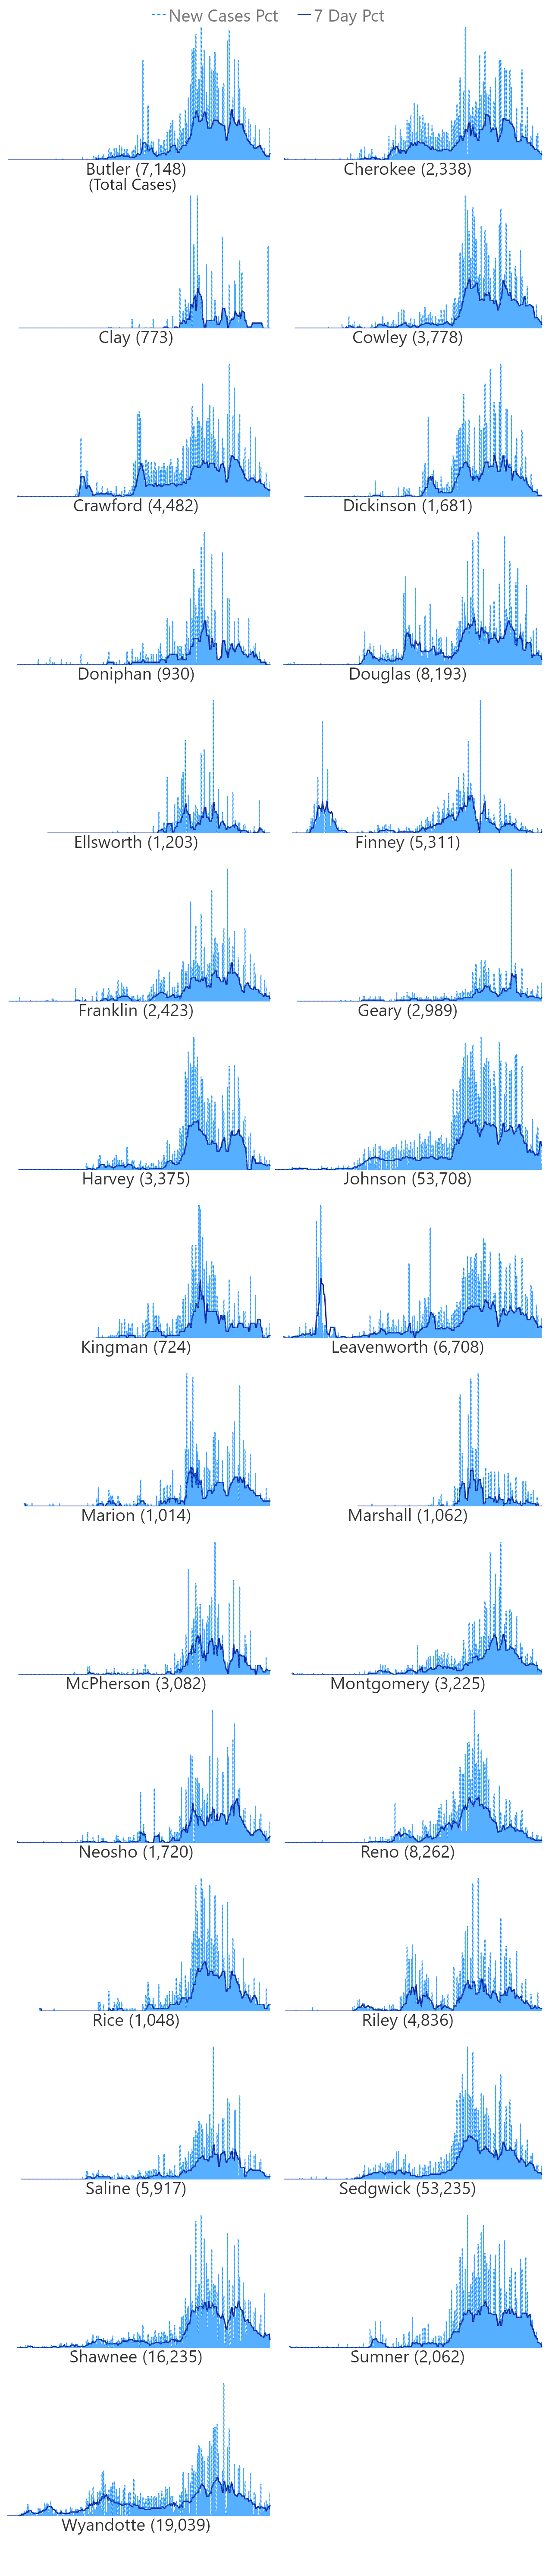 New Cases Pct 7 Day Pct
Butler (7,148) Cherokee (2,338)
(Total Cases)
Clay (773) Cowley (3,778)
Crawford (4,482) Dickinson (1,681)
Doniphan (930) Douglas (8,193)
Ellsworth (1,203) Finney (5,311)
Franklin (2,423) Geary (2,989)
Harvey (3,375) Johnson (53,708)
Kingman (724) Leavenworth (6,708)
Marion (1,014) Marshall (1,062)
McPherson (3,082) Montgomery (3,225)
Neosho (1,720) Reno (8,262)
Rice (1,048) Riley (4,836)
Saline (5,917) Sedgwick (53,235)
Shawnee (16,235) Sumner (2,062)
Wyandotte (19,039)